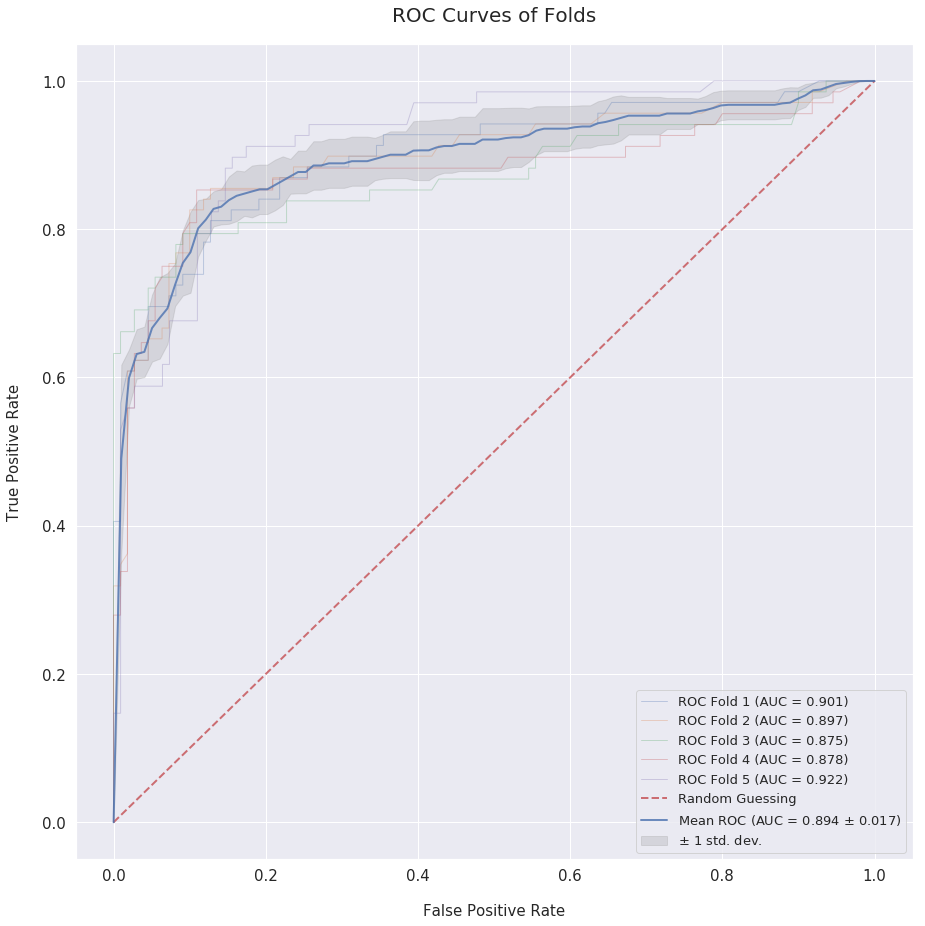 ROC Curves of Folds
True Positive Rate
1.0
0.8
0.6
0.4
0.2
0.0
0.0 0.2 0.4 0.6 0.8 1.0
False Positive Rate
ROC Fold 1 (AUC = 0.901)
ROC Fold 2 (AUC = 0.897)
ROC Fold 3 (AUC = 0.875)
ROC Fold 4 (AUC = 0.878)
ROC Fold 5 (AUC = 0.922)
Random Guessing
Mean ROC (AUC = 0.894 ± 0.017)
± 1 std. dev.